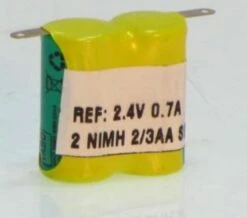 REF: 2.4V 0.7A
2 NIMH 2/3AA S